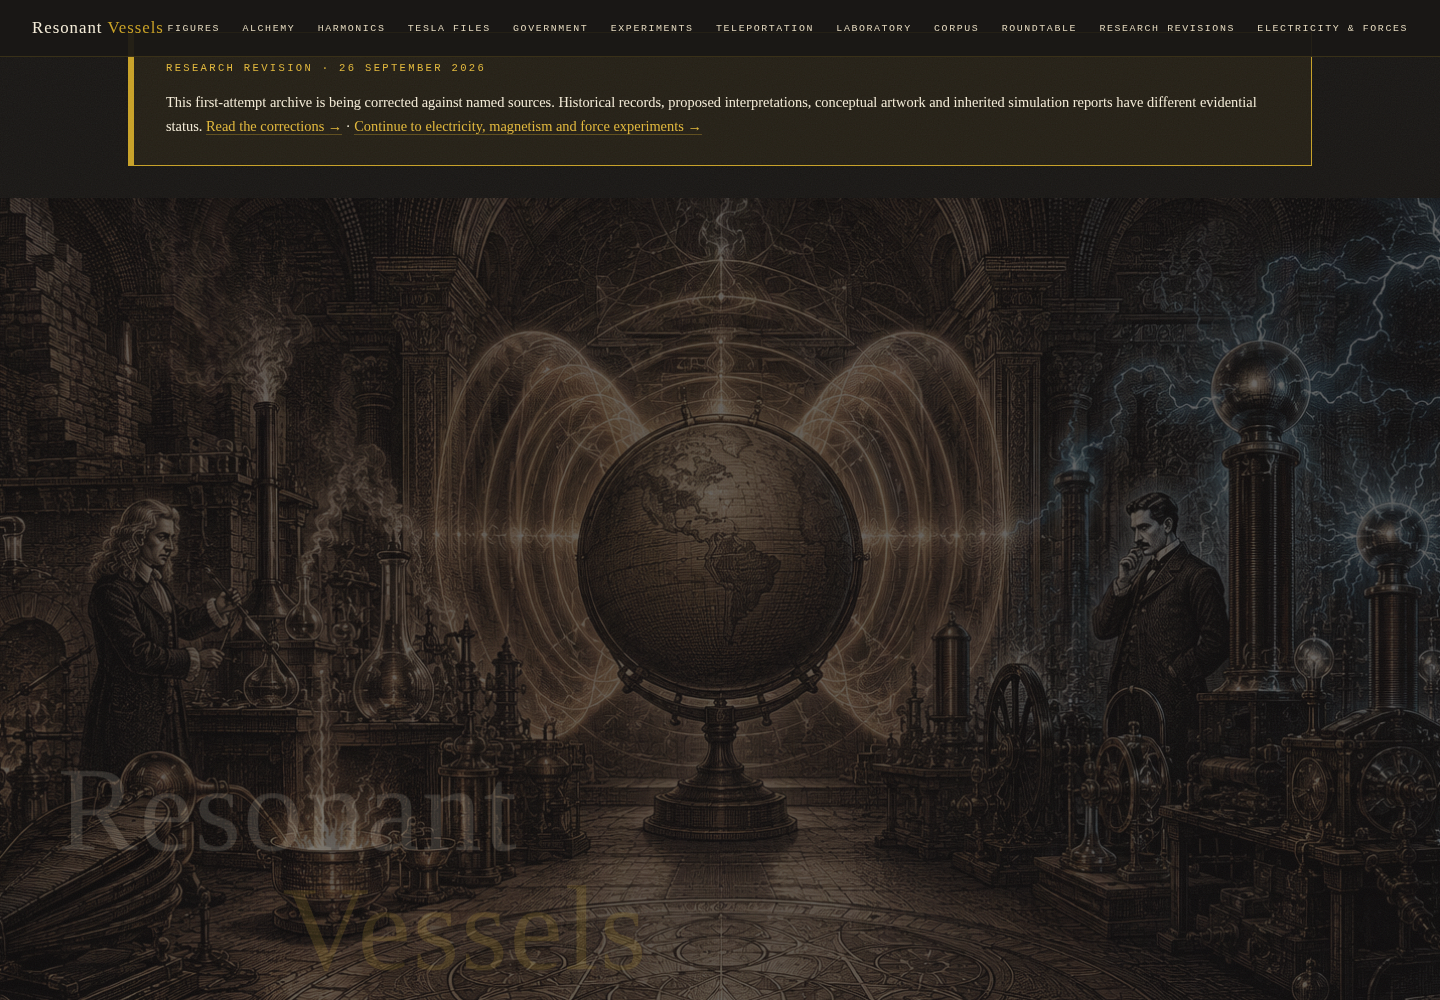 Resonant Vessels FIGURES ALCHEMY HARMONICS TESLA FILES GOVERNMENT EXPERIMENTS TELEPORTATION LABORATORY CORPUS ROUNDTABLE RESEARCH REVISIONS ELECTRICITY & FORCES
RESEARCH REVISION · 26 SEPTEMBER 2026
This first-attempt archive is being corrected against named sources. Historical records, proposed interpretations, conceptual artwork and inherited simulation reports have different evidential
status. Read the corrections → · Continue to electricity, magnetism and force experiments →
Resonant
Vessels